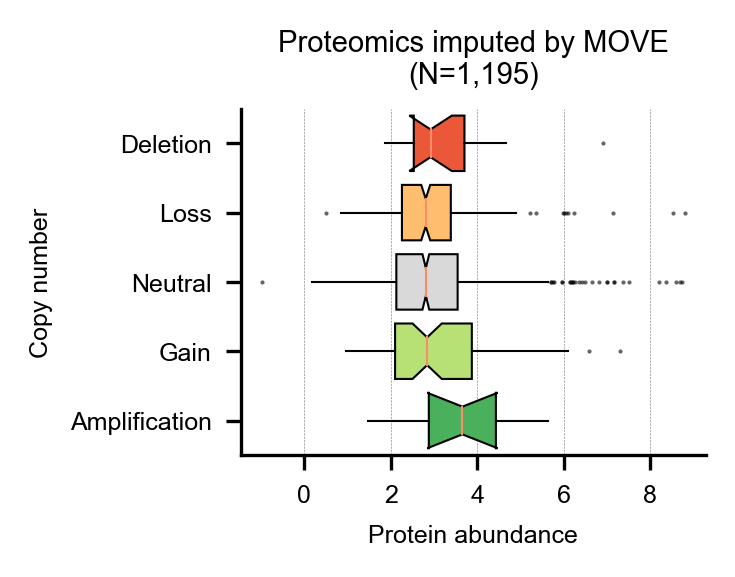 Proteomics imputed by MOVE
(N=1,195)
Copy number
Deletion
Loss
Neutral
Gain
Amplification
0 2 4 6 8
Protein abundance